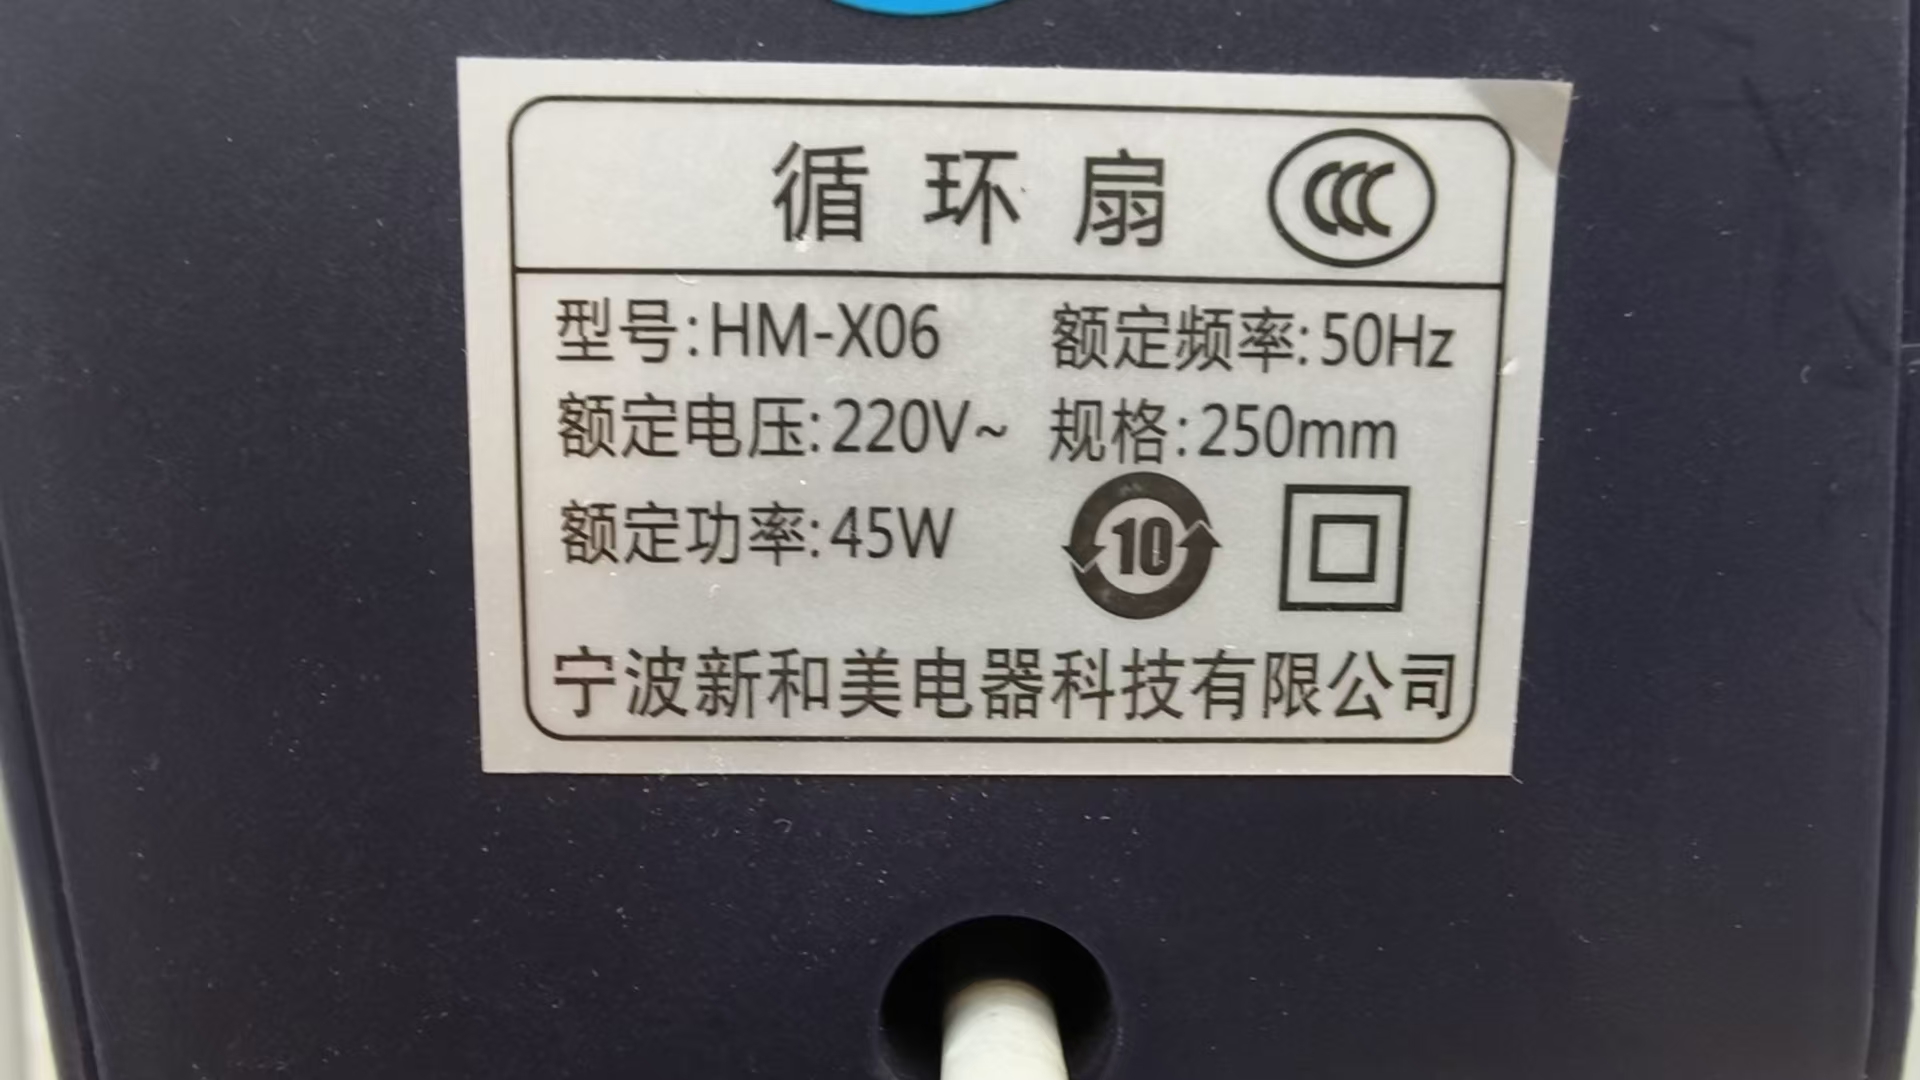 循环扇 CCC
型号:HM-X06 额定频率:50Hz
额定电压:220V~ 规格:250mm
额定功率:45W 10
宁波新和美电器科技有限公司